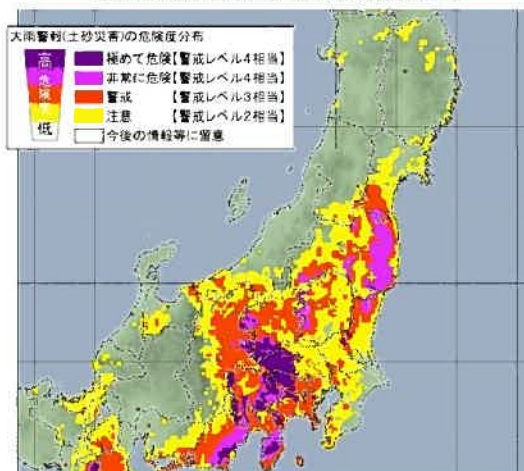 大雨警報(土砂災害)の危険度分布
高
危険度
低
極めて危険【警戒レベル4相当】
非常に危険【警戒レベル4相当】
警戒 【警戒レベル3相当】
注意 【警戒レベル2相当】
今後の情報等に留意